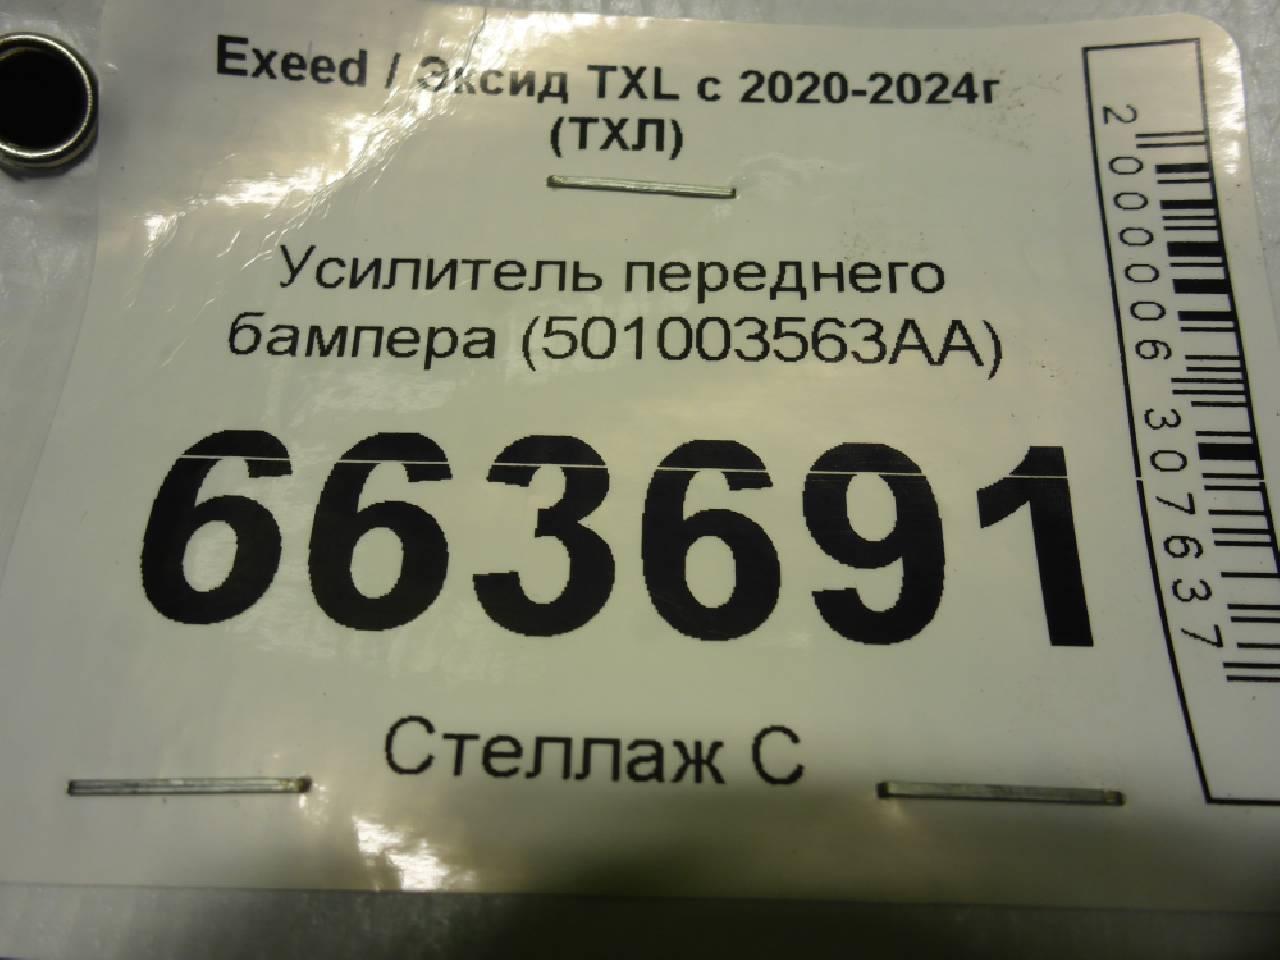 Exeed / Эксид TXL с 2020-2024г
(ТХЛ)
Усилитель переднего
бампера (501003563AA)
663691
Стеллаж С
2000006307637